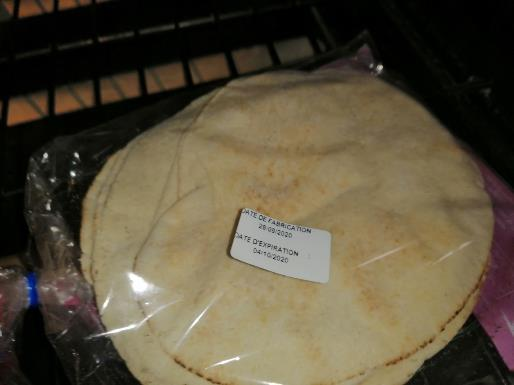 DATE DE FABRICATION
28/09/2020
DATE D'EXPIRATION
04/10/2020